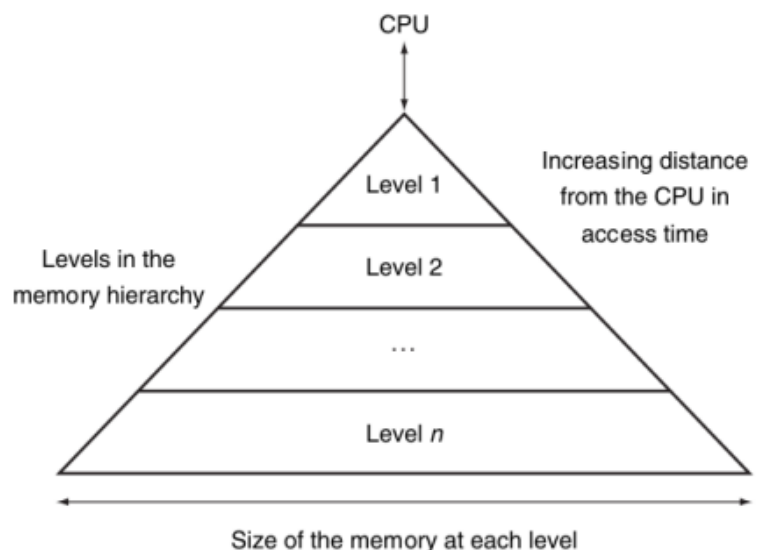 CPU
Level 1
Increasing distance
from the CPU in
access time
Levels in the
memory hierarchy
Level 2
...
Level n
Size of the memory at each level